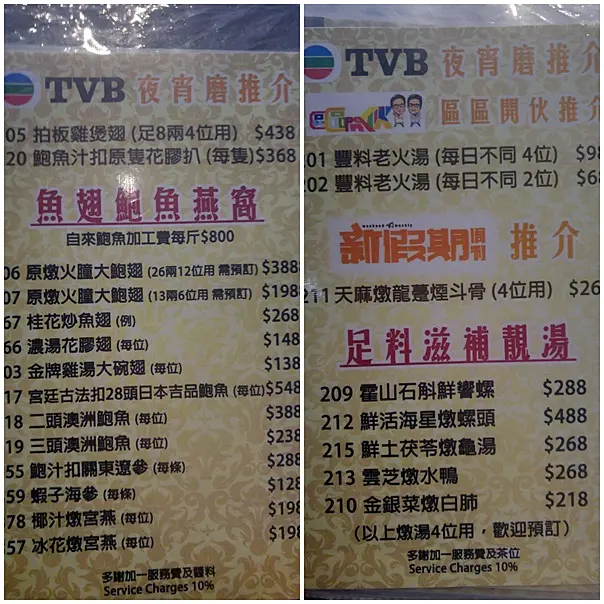 TVB 夜宵磨推介
05 拍板雞煲翅 (足8兩4位用) $438
20 鮑魚汁扣原隻花膠扒 (每隻) $368
魚翅鮑魚燕窩
自來鮑魚加工費每斤$800
06 原燉火朣大鮑翅 (26兩12位用 需預訂) $388
07 原燉火朣大鮑翅 (13兩6位用 需預訂) $198
67 桂花炒魚翅 (例) $268
66 濃湯花膠翅 (每位) $148
03 金牌雞湯大碗翅 (每位) $138
17 宮廷古法扣28頭日本吉品鮑魚 (每位) $548
18 二頭澳洲鮑魚 (每位) $388
19 三頭澳洲鮑魚 (每位) $238
55 鮑汁扣關東遼參 (每條) $288
59 蝦子海參 (每條) $128
78 椰汁燉宮燕 (每位) $198
57 冰花燉宮燕 (每位) $198
多謝加一服務費及醬料
Service Charges 10%
TVB 夜宵磨推介
區區開伙推介
201 豐料老火湯 (每日不同 4位) $98
202 豐料老火湯 (每日不同 2位) $68
weekend weekly
新假期周刊 推介
211 天麻燉龍躉煙斗骨 (4位用) $26
足料滋補靚湯
209 霍山石斛鮮響螺 $288
212 鮮活海星燉螺頭 $488
215 鮮土茯苓燉龜湯 $268
213 雲芝燉水鴨 $268
210 金銀菜燉白肺 $218
(以上燉湯4位用，歡迎預訂)
多謝加一服務費及茶位
Service Charges 10%